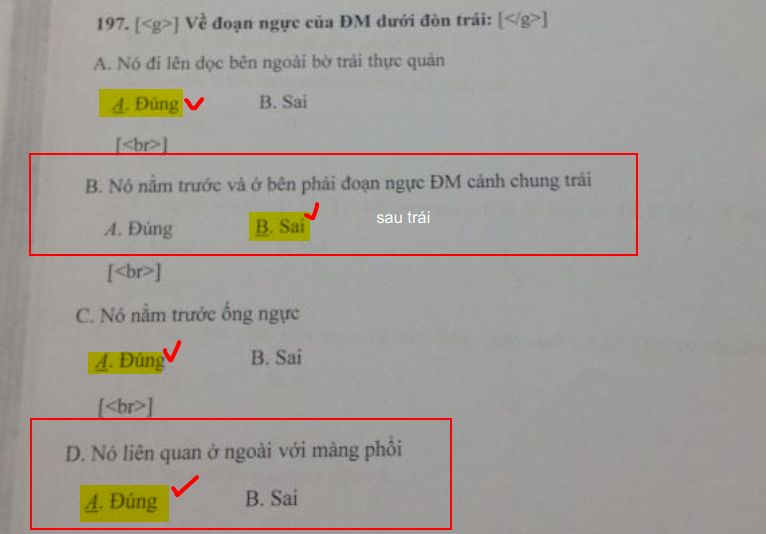 197. [<g>] Về đoạn ngực của ĐM dưới đòn trái: [</g>]
A. Nó đi lên dọc bên ngoài bờ trái thực quản
A. Đúng B. Sai
[<br>]
B. Nó nằm trước và ở bên phải đoạn ngực ĐM cảnh chung trái
A. Đúng B. Sai sau trái
[<br>]
C. Nó nằm trước ống ngực
A. Đúng B. Sai
[<br>]
D. Nó liên quan ở ngoài với màng phổi
A. Đúng B. Sai